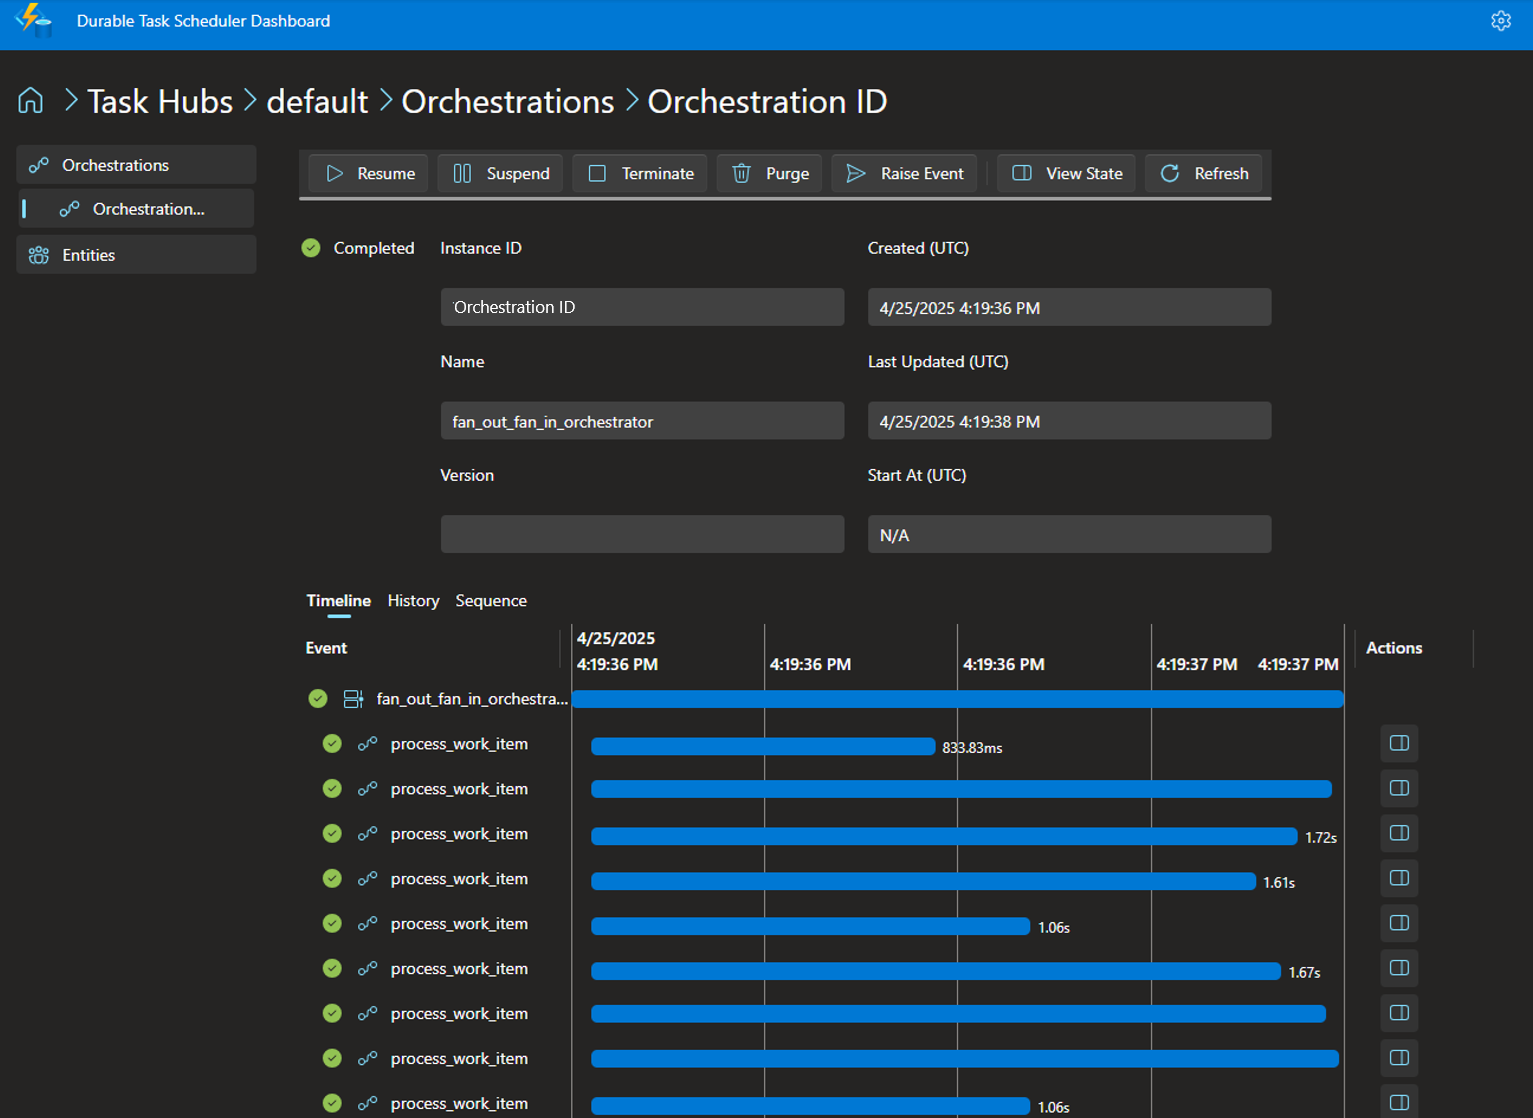 Durable Task Scheduler Dashboard
Task Hubs > default > Orchestrations > Orchestration ID
Orchestrations
Orchestration...
Entities
Resume Suspend Terminate Purge Raise Event View State Refresh
Completed
Instance ID Created (UTC)
'Orchestration ID 4/25/2025 4:19:36 PM
Name Last Updated (UTC)
fan_out_fan_in_orchestrator 4/25/2025 4:19:38 PM
Version Start At (UTC)
N/A
Timeline History Sequence
Event 4/25/2025 Actions
4:19:36 PM 4:19:36 PM 4:19:36 PM 4:19:37 PM 4:19:37 PM
fan_out_fan_in_orchestra...
process_work_item 833.83ms
process_work_item
process_work_item 1.72s
process_work_item 1.61s
process_work_item 1.06s
process_work_item 1.67s
process_work_item
process_work_item
process_work_item 1.06s